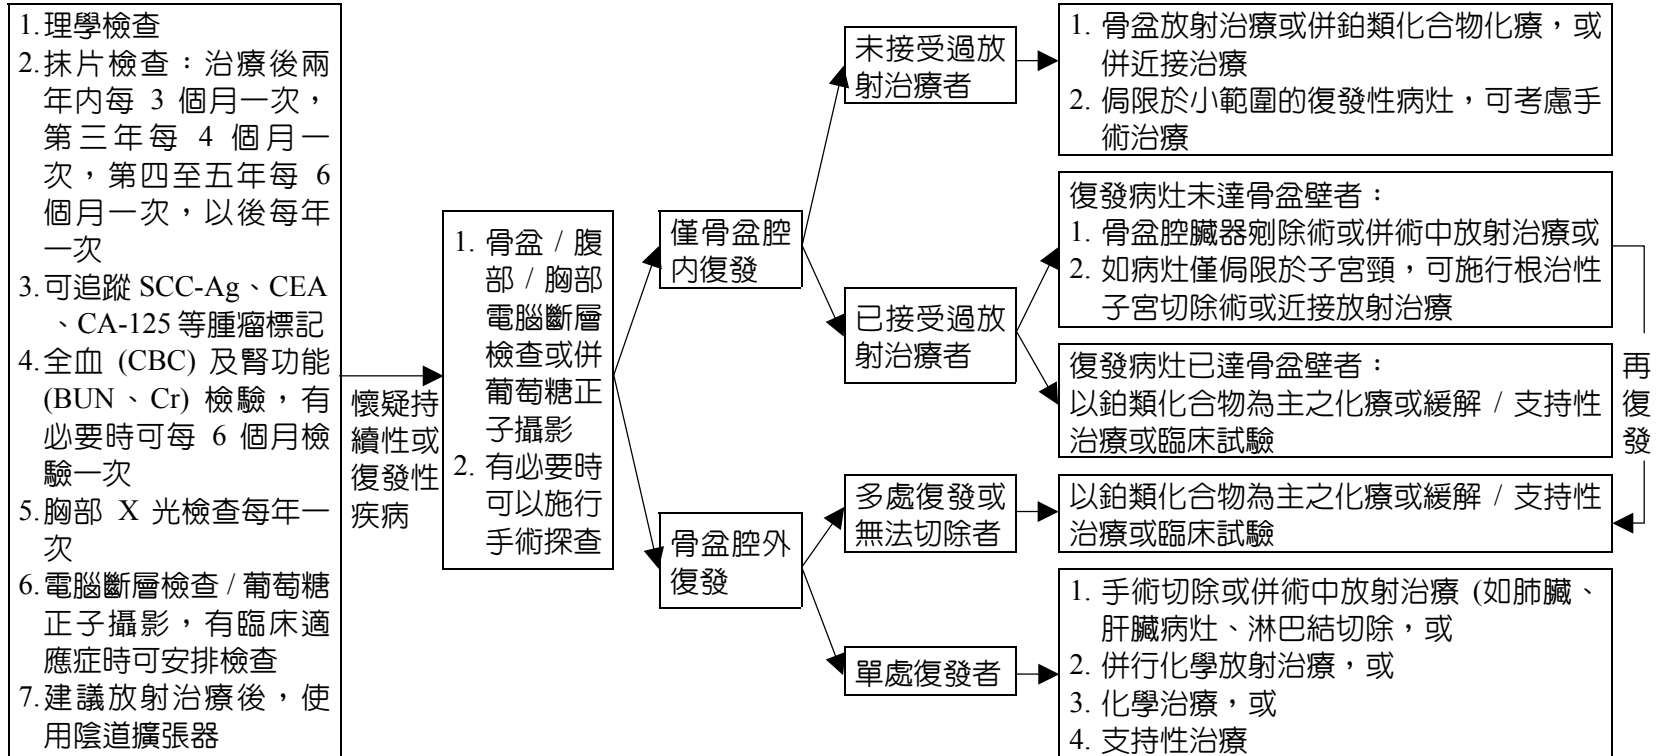 1.理學檢查
2.抹片檢查：治療後兩
年內每 3 個月一次，
第三年每 4 個月一
次，第四至五年每 6
個月一次，以後每年
一次
3.可追蹤 SCC-Ag、CEA
、CA-125 等腫瘤標記
4.全血 (CBC) 及腎功能
(BUN、Cr) 檢驗，有
必要時可每 6 個月檢
驗一次
5.胸部 X 光檢查每年一
次
6.電腦斷層檢查 / 葡萄糖
正子攝影，有臨床適
應症時可安排檢查
7.建議放射治療後，使
用陰道擴張器
懷疑持
續性或
復發性
疾病
1. 骨盆 / 腹
部 / 胸部
電腦斷層
檢查或併
葡萄糖正
子攝影
2. 有必要時
可以施行
手術探查
僅骨盆腔
內復發
未接受過放
射治療者
1. 骨盆放射治療或併鉑類化合物化療，或
併近接治療
2. 侷限於小範圍的復發性病灶，可考慮手
術治療
已接受過放
射治療者
復發病灶未達骨盆壁者：
1. 骨盆腔臟器剜除術或併術中放射治療或
2. 如病灶僅侷限於子宮頸，可施行根治性
子宮切除術或近接放射治療
復發病灶已達骨盆壁者：
以鉑類化合物為主之化療或緩解 / 支持性
治療或臨床試驗
再
復
發
骨盆腔外
復發
多處復發或
無法切除者
以鉑類化合物為主之化療或緩解 / 支持性
治療或臨床試驗
單處復發者
1. 手術切除或併術中放射治療 (如肺臟、
肝臟病灶、淋巴結切除，或
2. 併行化學放射治療，或
3. 化學治療，或
4. 支持性治療